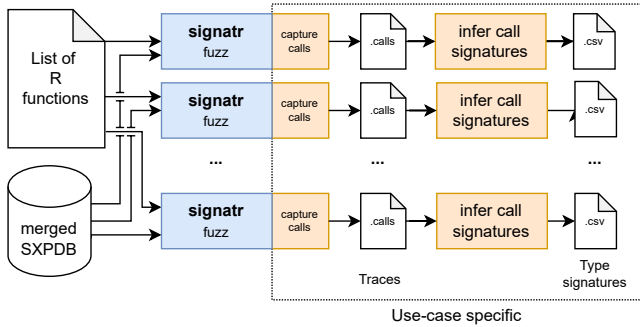 List of
R
functions
signatr
fuzz
capture
calls
.calls
infer call
signatures
.csv
signatr
fuzz
capture
calls
.calls
infer call
signatures
.csv
...
...
...
merged
SXPDB
signatr
fuzz
capture
calls
.calls
infer call
signatures
.csv
Traces
Type
signatures
Use-case specific